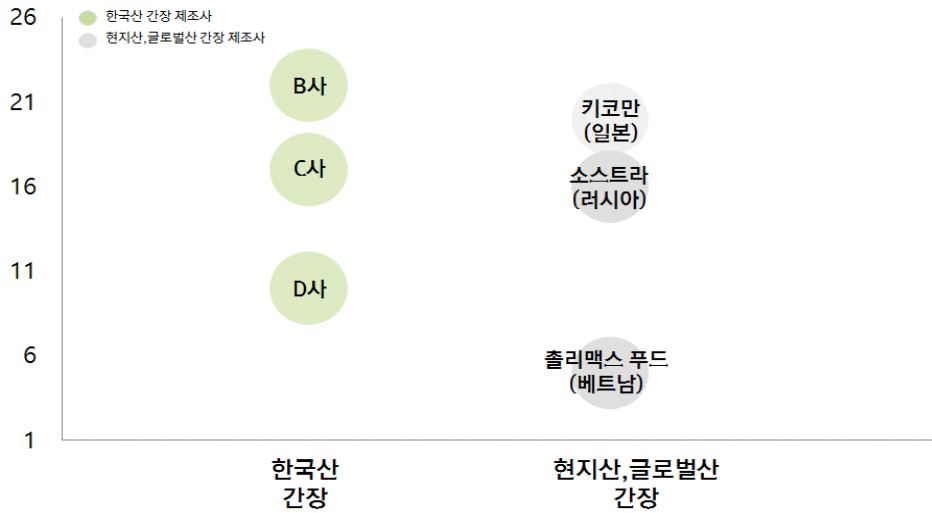 26
한국산 간장 제조사
현지산,글로벌산 간장 제조사
21
16
11
6
1
B사
C사
D사
키코만
(일본)
소스트라
(러시아)
촐리맥스 푸드
(베트남)
한국산
간장
현지산,글로벌산
간장